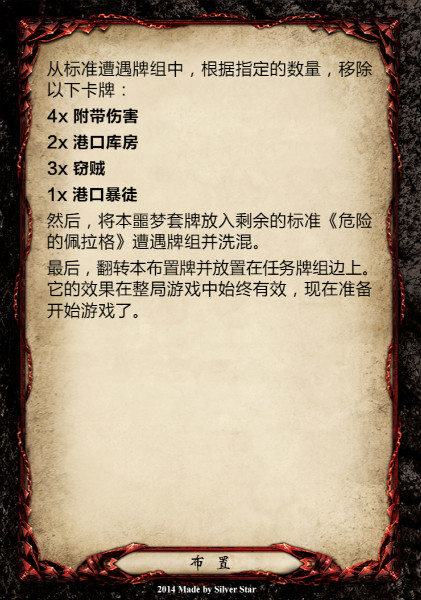 从标准遭遇牌组中，根据指定的数量，移除
以下卡牌：
4x 附带伤害
2x 港口库房
3x 窃贼
1x 港口暴徒
然后，将本噩梦套牌放入剩余的标准《危险
的佩拉格》遭遇牌组并洗混。
最后，翻转本布置牌并放置在任务牌组边上。
它的效果在整局游戏中始终有效，现在准备
开始游戏了。
布 置
2014 Made by Silver Star